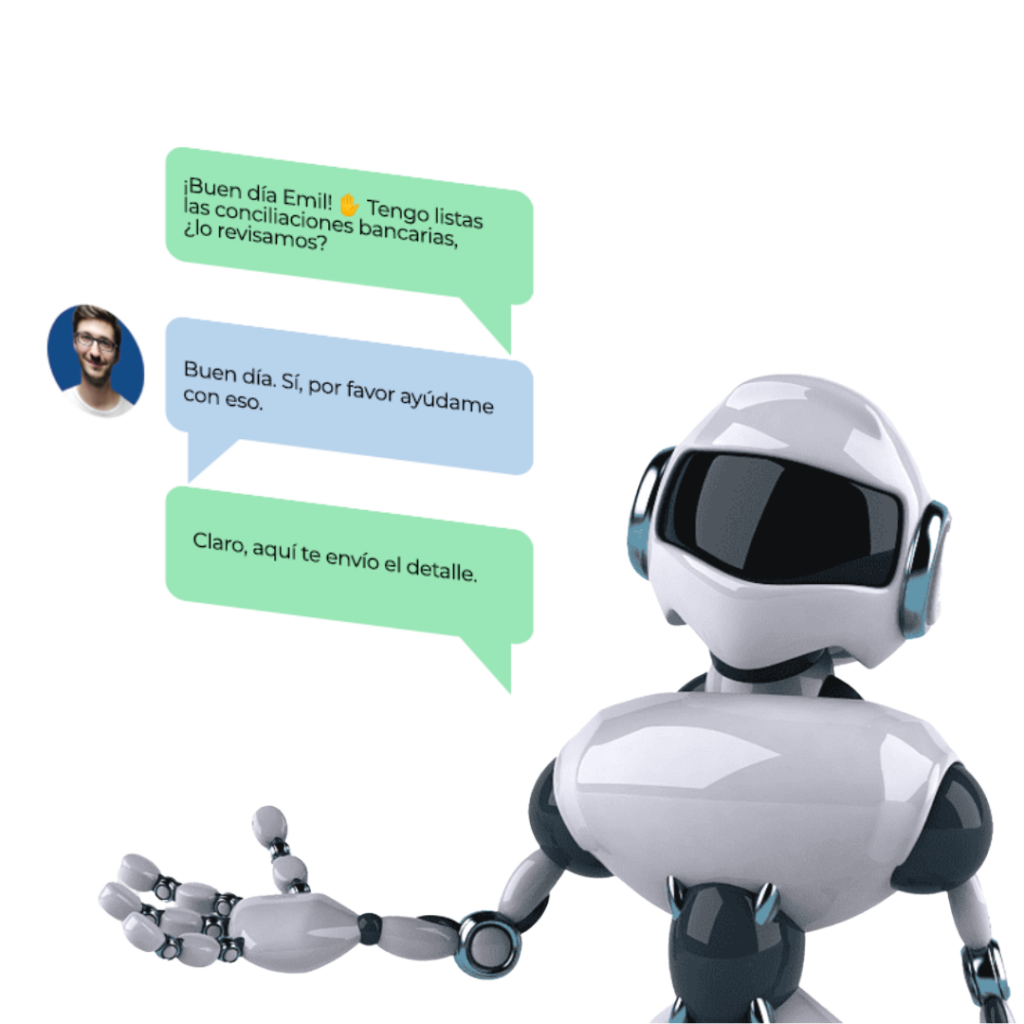 ¡Buen día Emil! ✋ Tengo listas
las conciliaciones bancarias,
¿lo revisamos?
Buen día. Sí, por favor ayúdame
con eso.
Claro, aquí te envío el detalle.